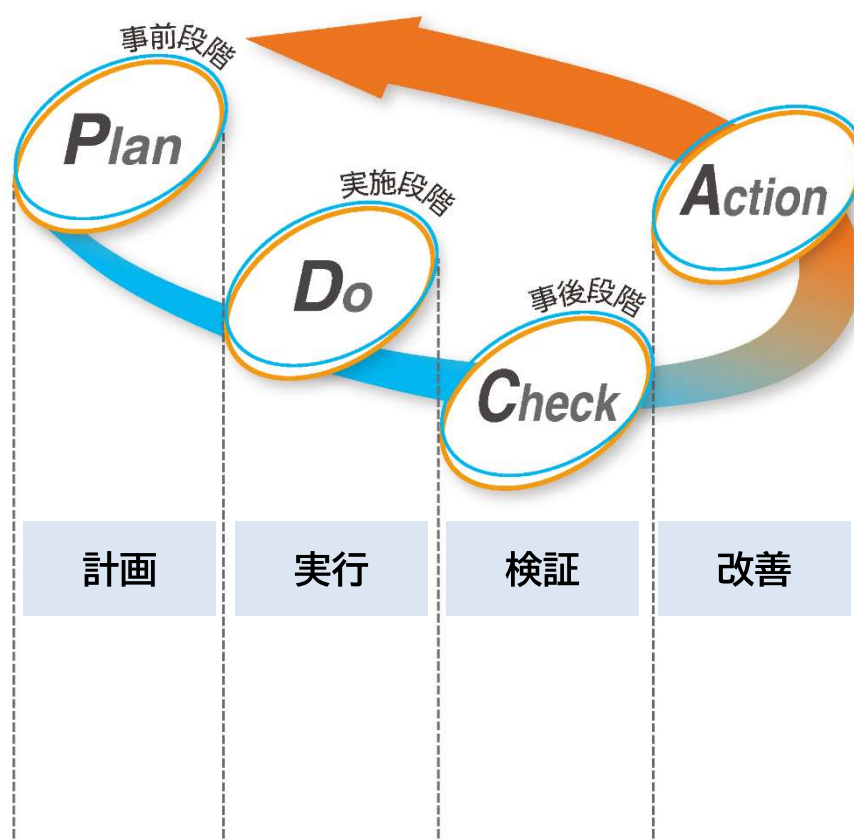 事前段階
Plan
実施段階
Do
事後段階
Check
Action
計画
実行
検証
改善